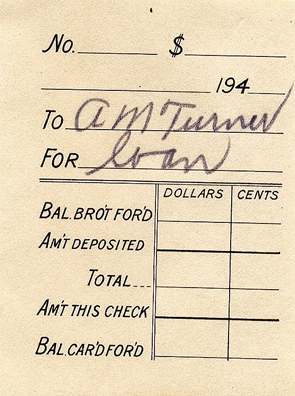 No. $
194
To A M Turner
For loan
DOLLARS CENTS
BAL. BRO'T FOR'D
AM'T DEPOSITED
TOTAL
AM'T THIS CHECK
BAL. CAR'D FOR'D